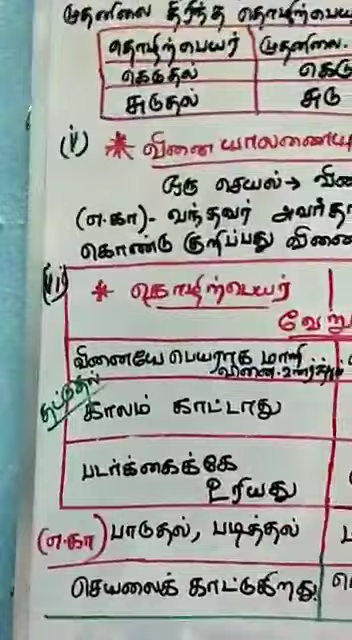 முதனிலை திரிந்த தொழிற்பெய
தொழிற்பெயர் முதனிலை.
கெடுதல் கெடு
சுடுதல் சுடு
(v) * வினையாலணையு
ஒரு செயல் → வினை
(எ.கா) - வந்தவர் அவர்தா
கொண்டு குறிப்பது வினை
(vi) * தொழிற்பெயர்
வேறு
வினையே பெயராக மாறி
காலம் காட்டாது
படர்க்கைக்கே
உரியது
(எ.கா) பாடுதல், படித்தல்
செயலைக் காட்டுகிறது